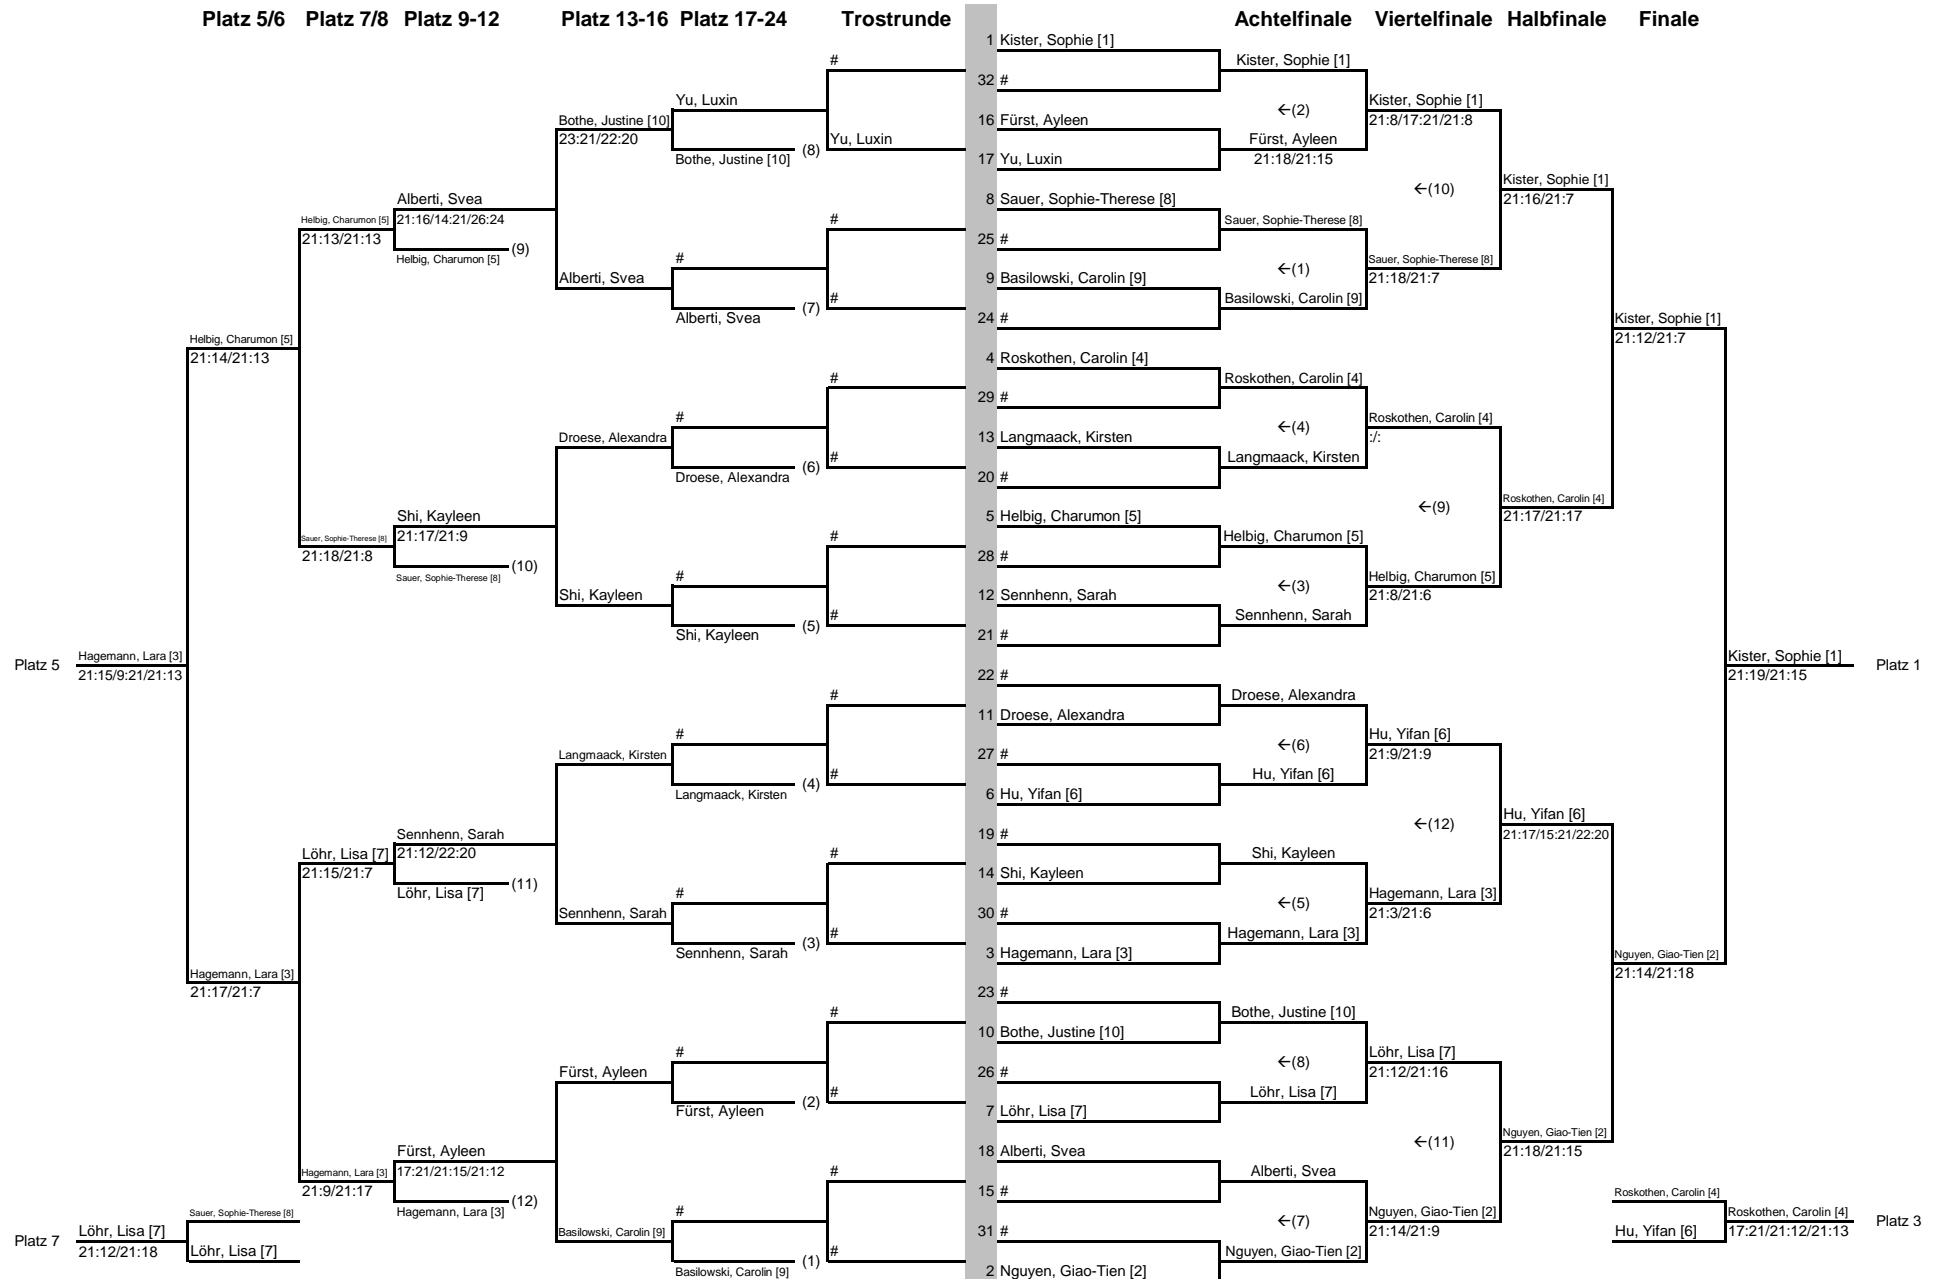 Platz 5/6 Platz 7/8 Platz 9-12 Platz 13-16 Platz 17-24 Trostrunde Achtelfinale Viertelfinale Halbfinale Finale
1 Kister, Sophie [1]
# Kister, Sophie [1]
32 #
Yu, Luxin Kister, Sophie [1]
←(2)
Bothe, Justine [10] 16 Fürst, Ayleen 21:8/17:21/21:8
23:21/22:20 Yu, Luxin Fürst, Ayleen
(8)
Bothe, Justine [10] 17 Yu, Luxin 21:18/21:15
Kister, Sophie [1]
←(10)
Alberti, Svea 8 Sauer, Sophie-Therese [8] 21:16/21:7
Helbig, Charumon [5] 21:16/14:21/26:24 # Sauer, Sophie-Therese [8]
21:13/21:13 25 #
(9)
Helbig, Charumon [5] # Sauer, Sophie-Therese [8]
←(1)
Alberti, Svea 9 Basilowski, Carolin [9] 21:18/21:7
# Basilowski, Carolin [9]
(7)
Alberti, Svea 24 # Kister, Sophie [1]
Helbig, Charumon [5] 21:12/21:7
21:14/21:13 4 Roskothen, Carolin [4]
# Roskothen, Carolin [4]
29 #
# Roskothen, Carolin [4]
←(4)
Droese, Alexandra 13 Langmaack, Kirsten :/:
# Langmaack, Kirsten
(6)
Droese, Alexandra 20 #
Roskothen, Carolin [4]
←(9)
Shi, Kayleen 5 Helbig, Charumon [5] 21:17/21:17
Sauer, Sophie-Therese [8] 21:17/21:9 # Helbig, Charumon [5]
21:18/21:8 28 #
(10)
Sauer, Sophie-Therese [8] # Helbig, Charumon [5]
←(3)
Shi, Kayleen 12 Sennhenn, Sarah 21:8/21:6
# Sennhenn, Sarah
(5)
Shi, Kayleen 21 #
Platz 5 Hagemann, Lara [3] Kister, Sophie [1] Platz 1
21:15/9:21/21:13 22 # 21:19/21:15
# Droese, Alexandra
11 Droese, Alexandra
# Hu, Yifan [6]
←(6)
Langmaack, Kirsten 27 # 21:9/21:9
# Hu, Yifan [6]
(4)
Langmaack, Kirsten 6 Hu, Yifan [6]
Hu, Yifan [6]
←(12)
Sennhenn, Sarah 19 # 21:17/15:21/22:20
Löhr, Lisa [7] 21:12/22:20 # Shi, Kayleen
21:15/21:7 14 Shi, Kayleen
(11)
Löhr, Lisa [7] # Hagemann, Lara [3]
←(5)
Sennhenn, Sarah 30 # 21:3/21:6
# Hagemann, Lara [3]
(3)
Sennhenn, Sarah 3 Hagemann, Lara [3] Nguyen, Giao-Tien [2]
Hagemann, Lara [3] 21:14/21:18
21:17/21:7 23 #
# Bothe, Justine [10]
10 Bothe, Justine [10]
# Löhr, Lisa [7]
←(8)
Fürst, Ayleen 26 # 21:12/21:16
# Löhr, Lisa [7]
(2)
Fürst, Ayleen 7 Löhr, Lisa [7]
Nguyen, Giao-Tien [2]
←(11)
Fürst, Ayleen 18 Alberti, Svea 21:18/21:15
Hagemann, Lara [3] 17:21/21:15/21:12 # Alberti, Svea
21:9/21:17 15 # Roskothen, Carolin [4]
(12)
Sauer, Sophie-Therese [8] Hagemann, Lara [3] # Nguyen, Giao-Tien [2] Roskothen, Carolin [4] Platz 3
←(7)
Platz 7 Löhr, Lisa [7] Basilowski, Carolin [9] 31 # 21:14/21:9 Hu, Yifan [6] 17:21/21:12/21:13
21:12/21:18 Löhr, Lisa [7] # Nguyen, Giao-Tien [2]
(1)
Basilowski, Carolin [9] 2 Nguyen, Giao-Tien [2]